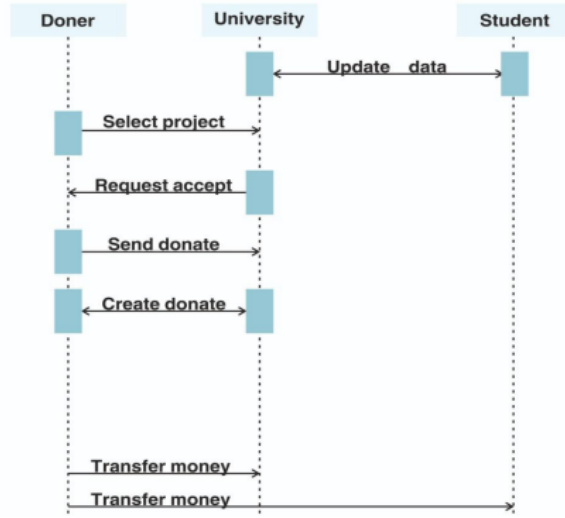 Doner University Student
Update data
Select project
Request accept
Send donate
Create donate
Transfer money
Transfer money